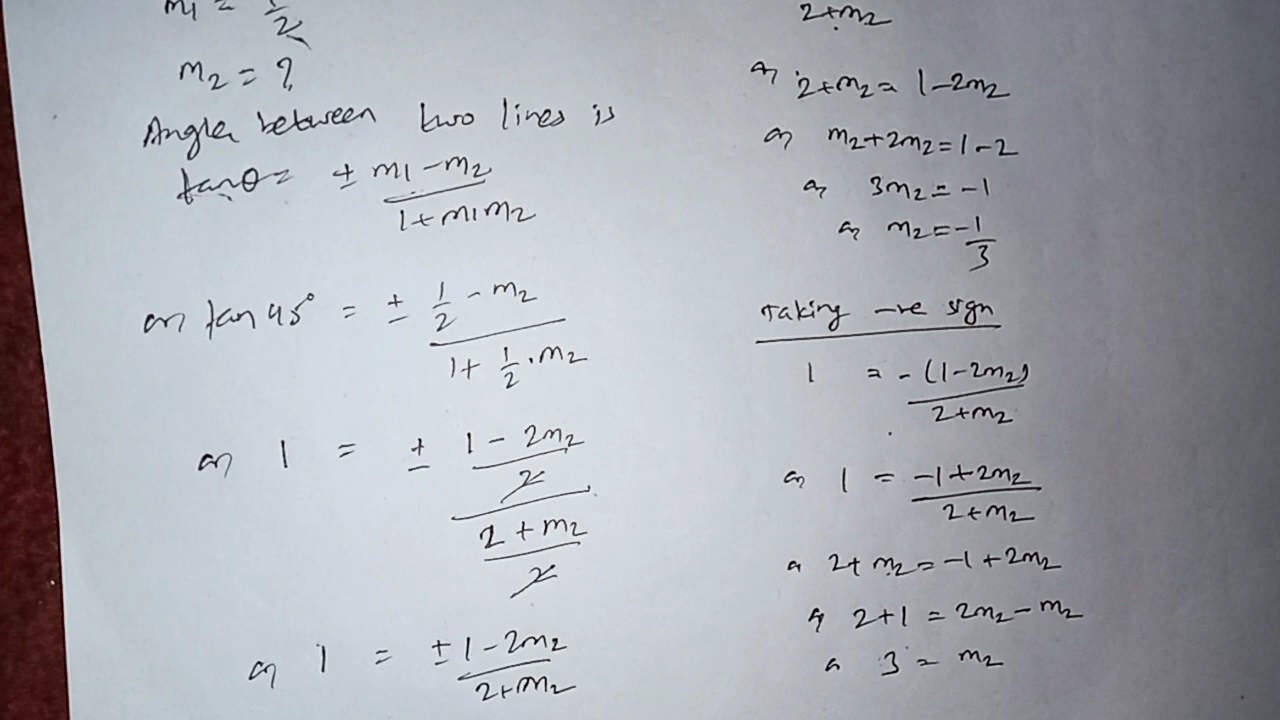 m1 = 1/2
m2 = ?
Angle between two lines is
tanθ = ± m1 - m2 / 1 + m1m2
or tan 45° = ± 1/2 - m2 / 1 + 1/2 . m2
or 1 = ± 1 - 2m2 / 2 / 2 + m2 / 2
or 1 = ± 1 - 2m2 / 2 + m2
2 + m2
or 2 + m2 = 1 - 2m2
or m2 + 2m2 = 1 - 2
or 3m2 = -1
or m2 = -1/3
Taking -ve sign
1 = -(1 - 2m2) / 2 + m2
or 1 = -1 + 2m2 / 2 + m2
or 2 + m2 = -1 + 2m2
or 2 + 1 = 2m2 - m2
or 3 = m2